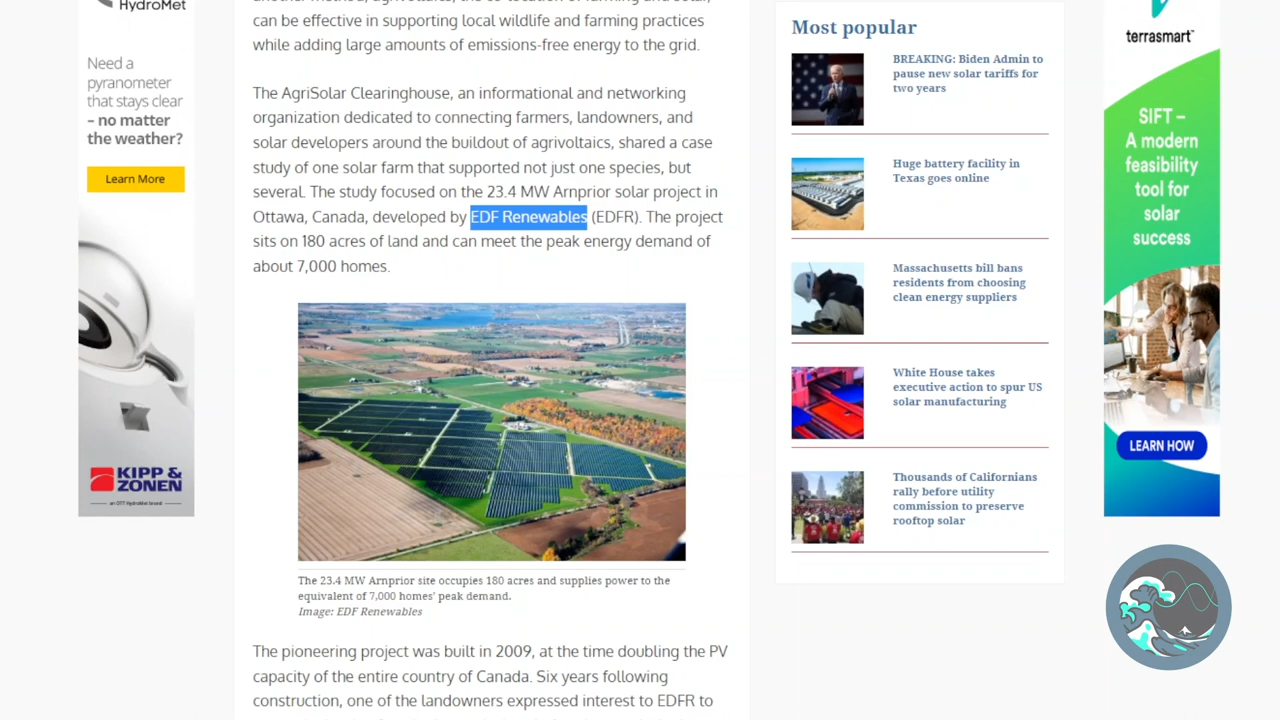 HydroMet
Need a
pyranometer
that stays clear
– no matter
the weather?
Learn More
KIPP &
ZONEN
an OTT HydroMet brand
can be effective in supporting local wildlife and farming practices
while adding large amounts of emissions-free energy to the grid.
The AgriSolar Clearinghouse, an informational and networking
organization dedicated to connecting farmers, landowners, and
solar developers around the buildout of agrivoltaics, shared a case
study of one solar farm that supported not just one species, but
several. The study focused on the 23.4 MW Arnprior solar project in
Ottawa, Canada, developed by EDF Renewables (EDFR). The project
sits on 180 acres of land and can meet the peak energy demand of
about 7,000 homes.
The 23.4 MW Arnprior site occupies 180 acres and supplies power to the
equivalent of 7,000 homes' peak demand.
Image: EDF Renewables
The pioneering project was built in 2009, at the time doubling the PV
capacity of the entire country of Canada. Six years following
construction, one of the landowners expressed interest to EDFR to
Most popular
BREAKING: Biden Admin to
pause new solar tariffs for
two years
Huge battery facility in
Texas goes online
Massachusetts bill bans
residents from choosing
clean energy suppliers
White House takes
executive action to spur US
solar manufacturing
Thousands of Californians
rally before utility
commission to preserve
rooftop solar
terrasmart™
SIFT –
A modern
feasibility
tool for
solar
success
LEARN HOW